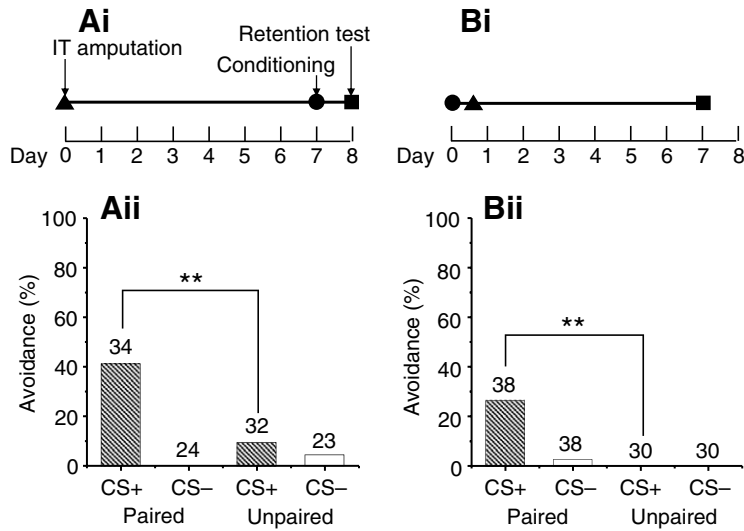 Ai
Bi
IT amputation
Retention test
Conditioning
Day 0 1 2 3 4 5 6 7 8
Day 0 1 2 3 4 5 6 7 8
Aii
Bii
100
80
60
40
20
0
Avoidance (%)
**
34
24
32
23
CS+ CS– CS+ CS–
Paired Unpaired
100
80
60
40
20
0
Avoidance (%)
**
38
38
30
30
CS+ CS– CS+ CS–
Paired Unpaired